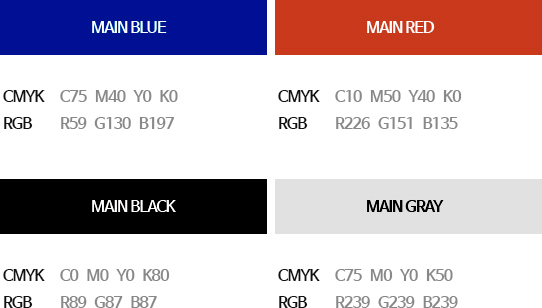 MAIN BLUE
CMYK C75 M40 Y0 K0
RGB R59 G130 B197
MAIN RED
CMYK C10 M50 Y40 K0
RGB R226 G151 B135
MAIN BLACK
CMYK C0 M0 Y0 K80
RGB R89 G87 B87
MAIN GRAY
CMYK C75 M0 Y0 K50
RGB R239 G239 B239